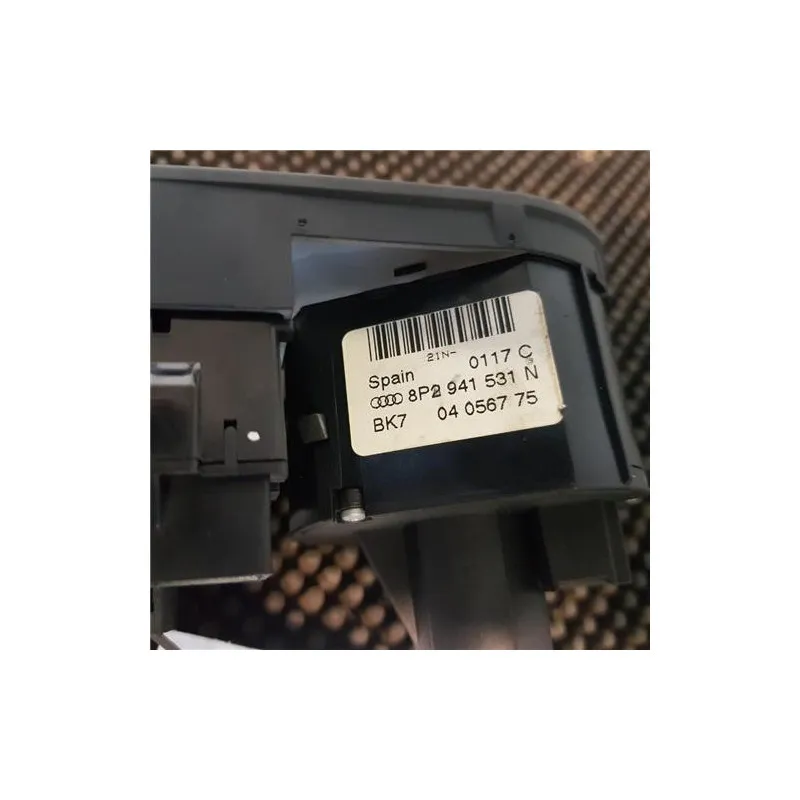 2IN-
Spain 0117 C
8P2 941 531 N
BK7 04 0567 75